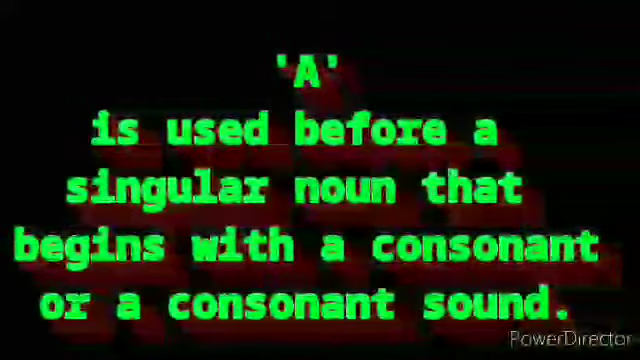 'A'
is used before a
singular noun that
begins with a consonant
or a consonant sound.
PowerDirector